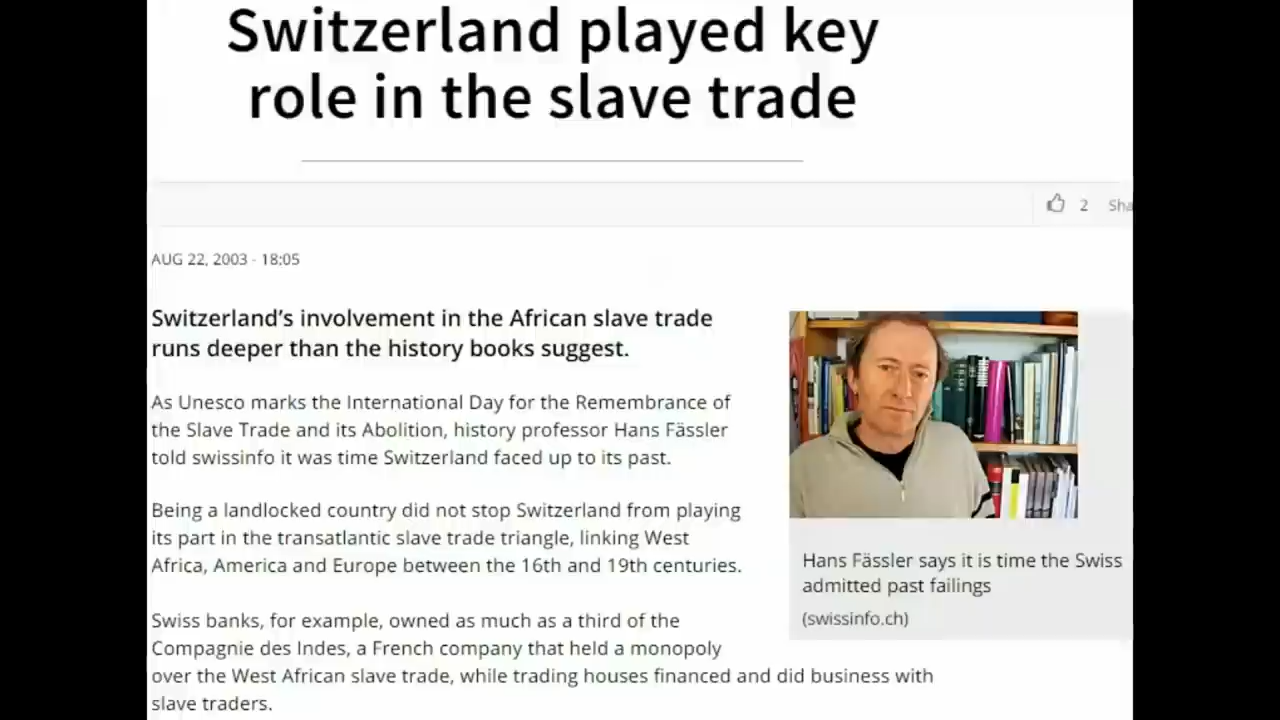 Switzerland played key
role in the slave trade
2
AUG 22, 2003 - 18:05
Switzerland's involvement in the African slave trade
runs deeper than the history books suggest.
As Unesco marks the International Day for the Remembrance of
the Slave Trade and its Abolition, history professor Hans Fässler
told swissinfo it was time Switzerland faced up to its past.
Being a landlocked country did not stop Switzerland from playing
its part in the transatlantic slave trade triangle, linking West
Africa, America and Europe between the 16th and 19th centuries.
Swiss banks, for example, owned as much as a third of the
Compagnie des Indes, a French company that held a monopoly
over the West African slave trade, while trading houses financed and did business with
slave traders.
Hans Fässler says it is time the Swiss
admitted past failings
(swissinfo.ch)